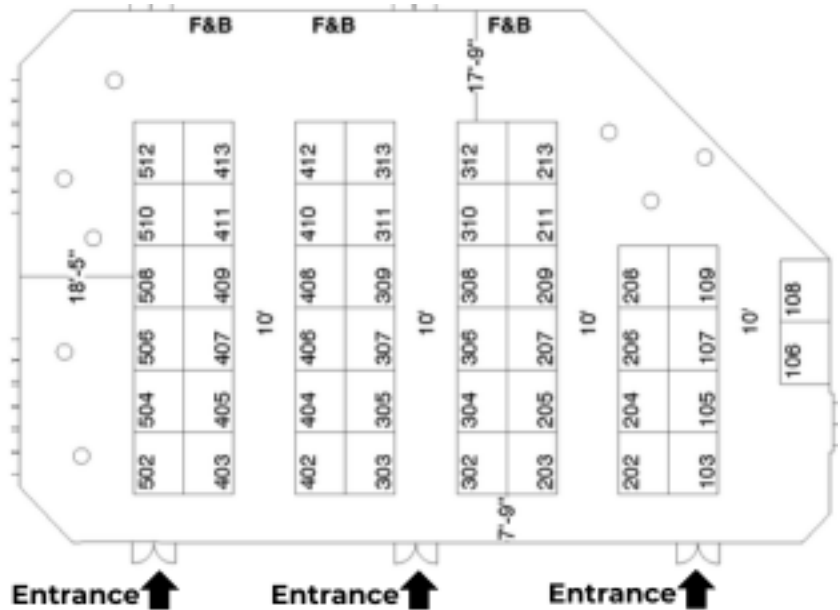 F&B F&B F&B
17'-9"
512 413 412 313 312 213
510 411 410 311 310 211
508 409 408 309 308 209 208 109 108
18'-5"
10' 10' 10' 10'
506 407 406 307 306 207 206 107 106
504 405 404 305 304 205 204 105
502 403 402 303 302 203 202 103
7'-9"
Entrance Entrance Entrance